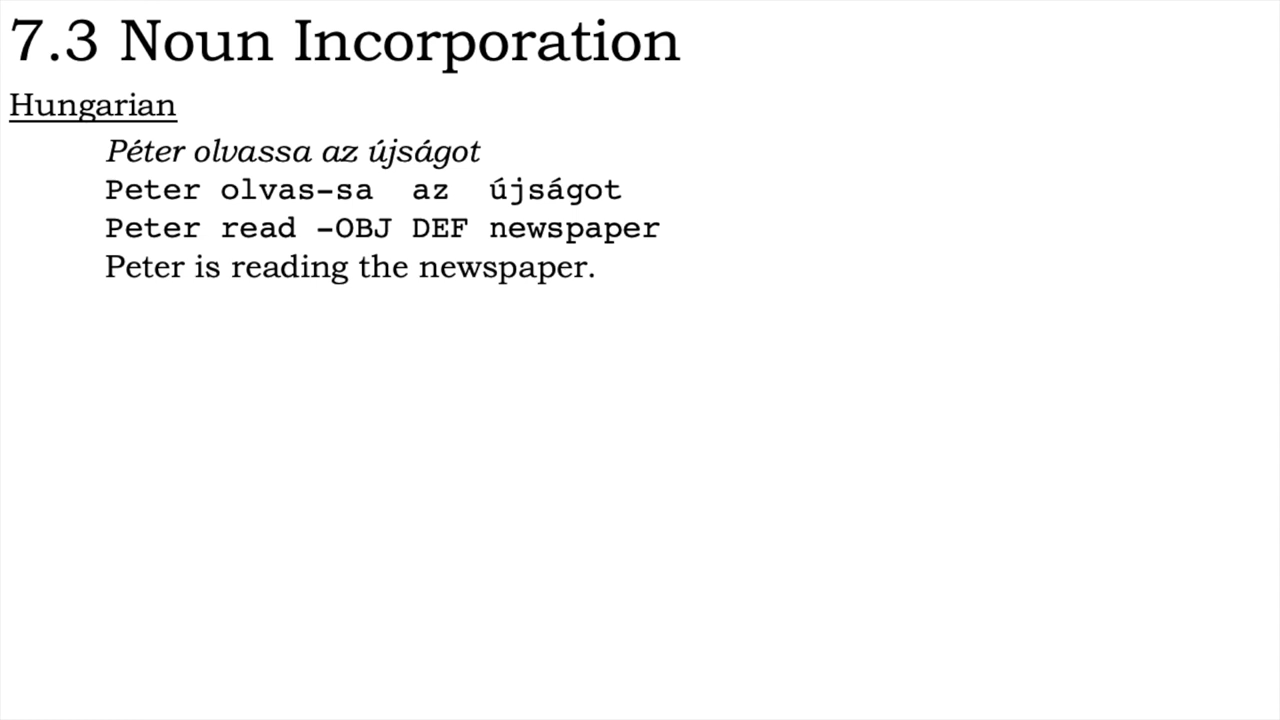 7.3 Noun Incorporation
Hungarian
Péter olvassa az újságot
Peter olvas-sa az újságot
Peter read -OBJ DEF newspaper
Peter is reading the newspaper.